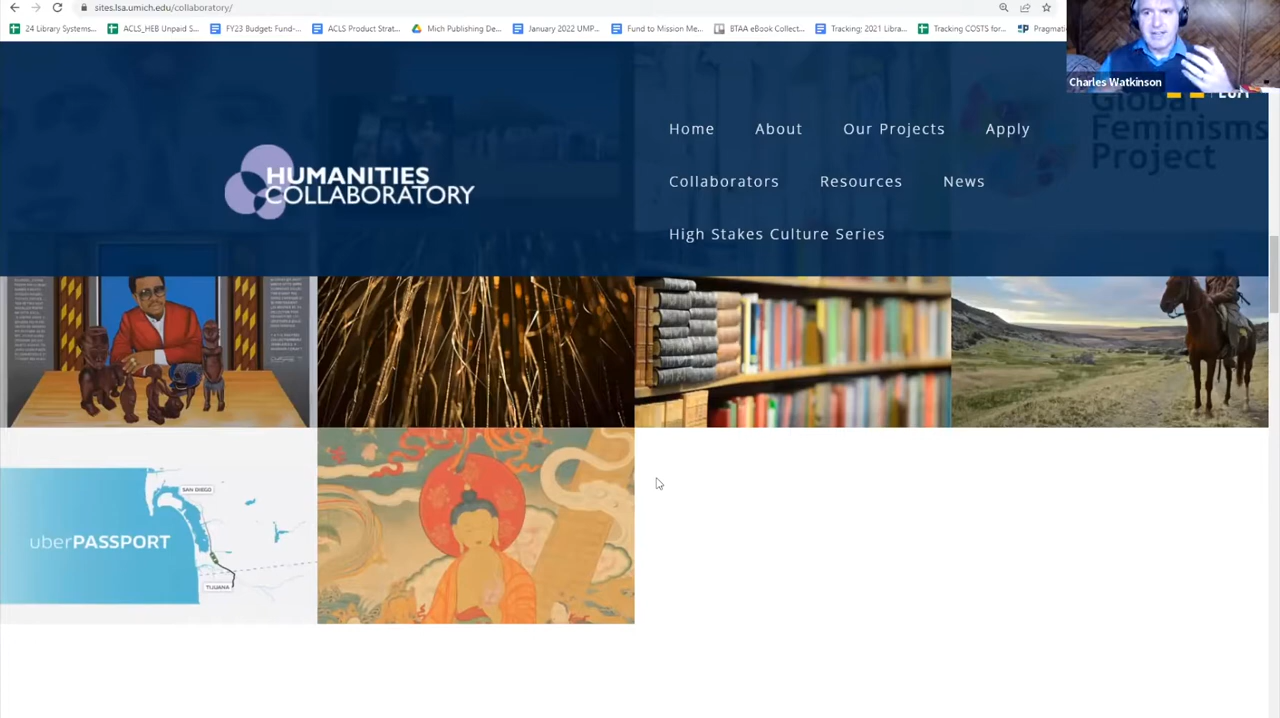 sites.lsa.umich.edu/collaboratory/
24 Library Systems...
ACLS_HEB Unpaid S...
FY23 Budget: Fund-...
ACLS Product Strat...
Mich Publishing De...
January 2022 UMP...
Fund to Mission Me...
BTAA eBook Collect...
Tracking: 2021 Libra...
Tracking COSTS for...
Pragmati
Charles Watkinson
Global
Feminisms
Project
Home About Our Projects Apply
HUMANITIES
COLLABORATORY
Collaborators Resources News
High Stakes Culture Series
SAN DIEGO
uberPASSPORT
TIJUANA